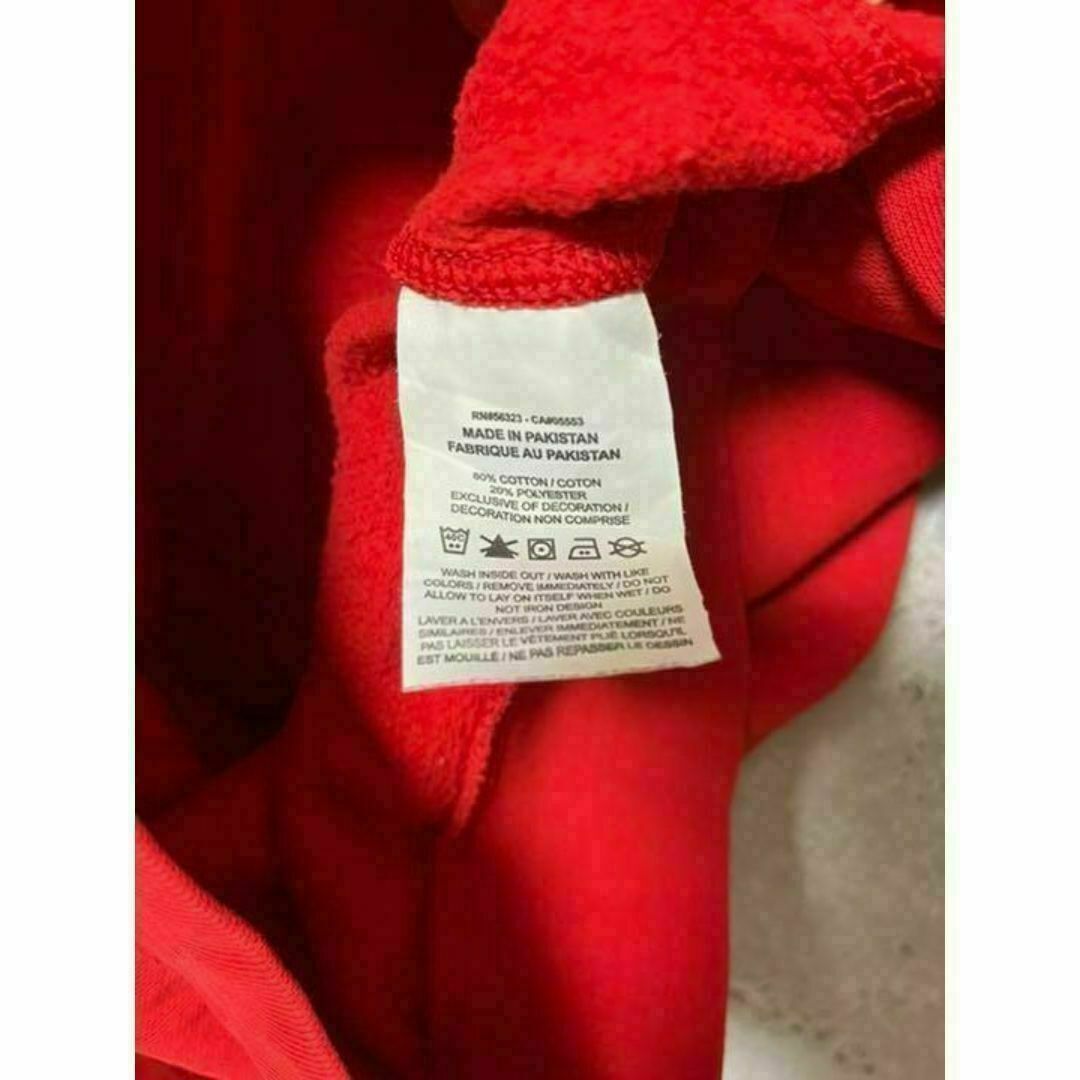 RN#56323 - CA#05553
MADE IN PAKISTAN
FABRIQUE AU PAKISTAN
80% COTTON / COTON
20% POLYESTER
EXCLUSIVE OF DECORATION /
DECORATION NON COMPRISE
40C
WASH INSIDE OUT / WASH WITH LIKE
COLORS / REMOVE IMMEDIATELY / DO NOT
ALLOW TO LAY ON ITSELF WHEN WET / DO
NOT IRON DESIGN
LAVER A L'ENVERS / LAVER AVEC COULEURS
SIMILAIRES / ENLEVER IMMEDIATEMENT / NE
PAS LAISSER LE VÊTEMENT PLIÉ LORSQU'IL
EST MOUILLÉ / NE PAS REPASSER LE DESSIN